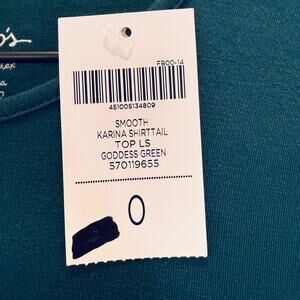 FB00-14
451005134809
SMOOTH
KARINA SHIRTTAIL
TOP LS
GODDESS GREEN
570119655
0